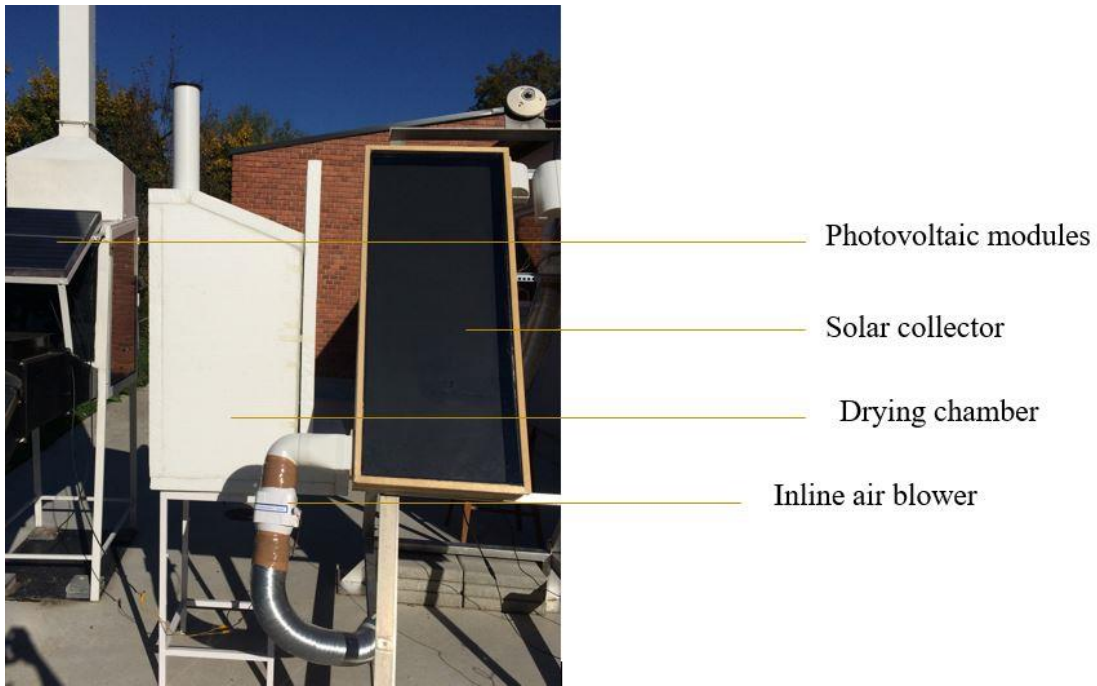 Photovoltaic modules
Solar collector
Drying chamber
Inline air blower